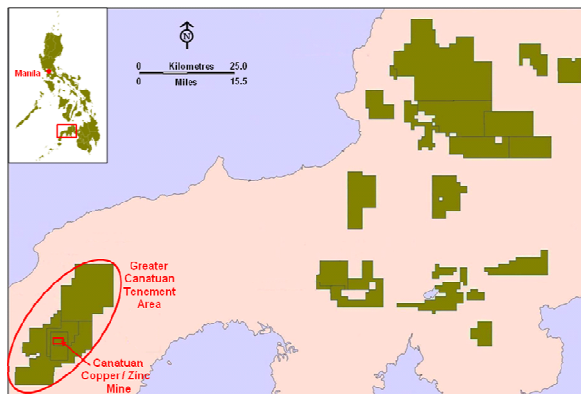 N
Manila
0 Kilometres 25.0
0 Miles 15.5
Greater
Canatuan
Tenement
Area
Canatuan
Copper / Zinc
Mine